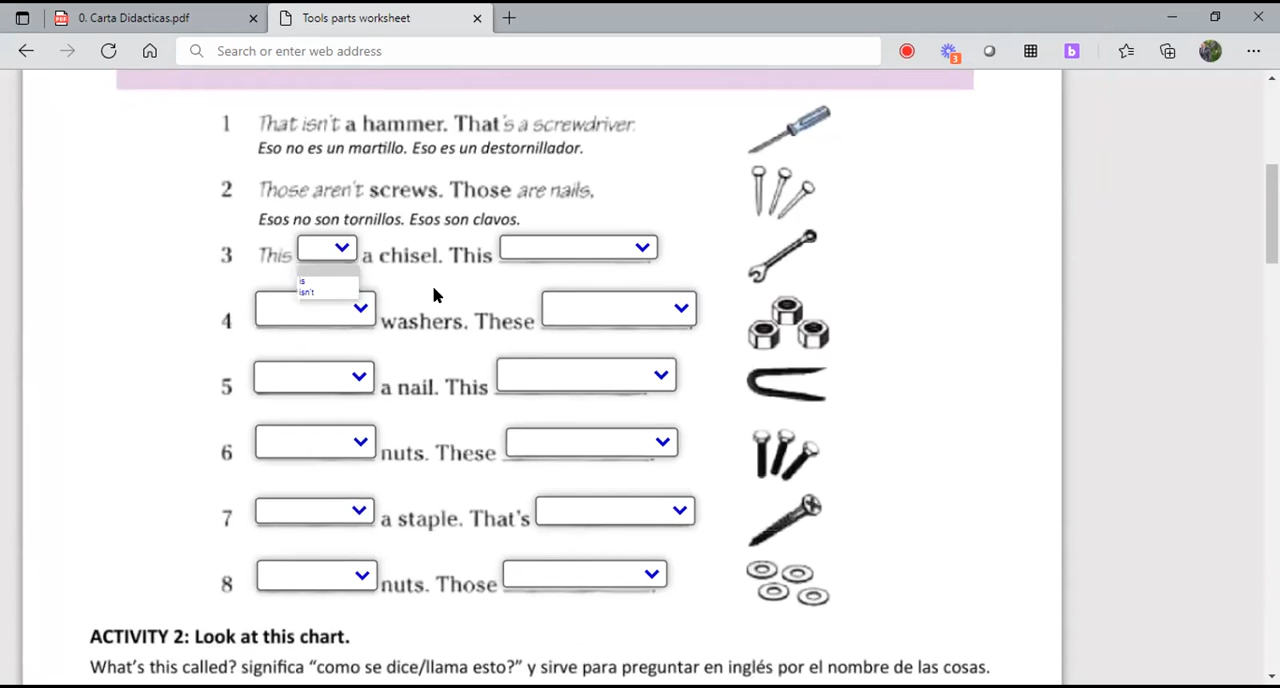 0. Carta Didacticas.pdf
Tools parts worksheet
Search or enter web address
3
b
1 That isn't a hammer. That's a screwdriver.
Eso no es un martillo. Eso es un destornillador.
2 Those aren't screws. Those are nails.
Esos no son tornillos. Esos son clavos.
3 This a chisel. This
is
isn't
4 washers. These
5 a nail. This
6 nuts. These
7 a staple. That's
8 nuts. Those
ACTIVITY 2: Look at this chart.
What's this called? significa “como se dice/llama esto?” y sirve para preguntar en inglés por el nombre de las cosas.